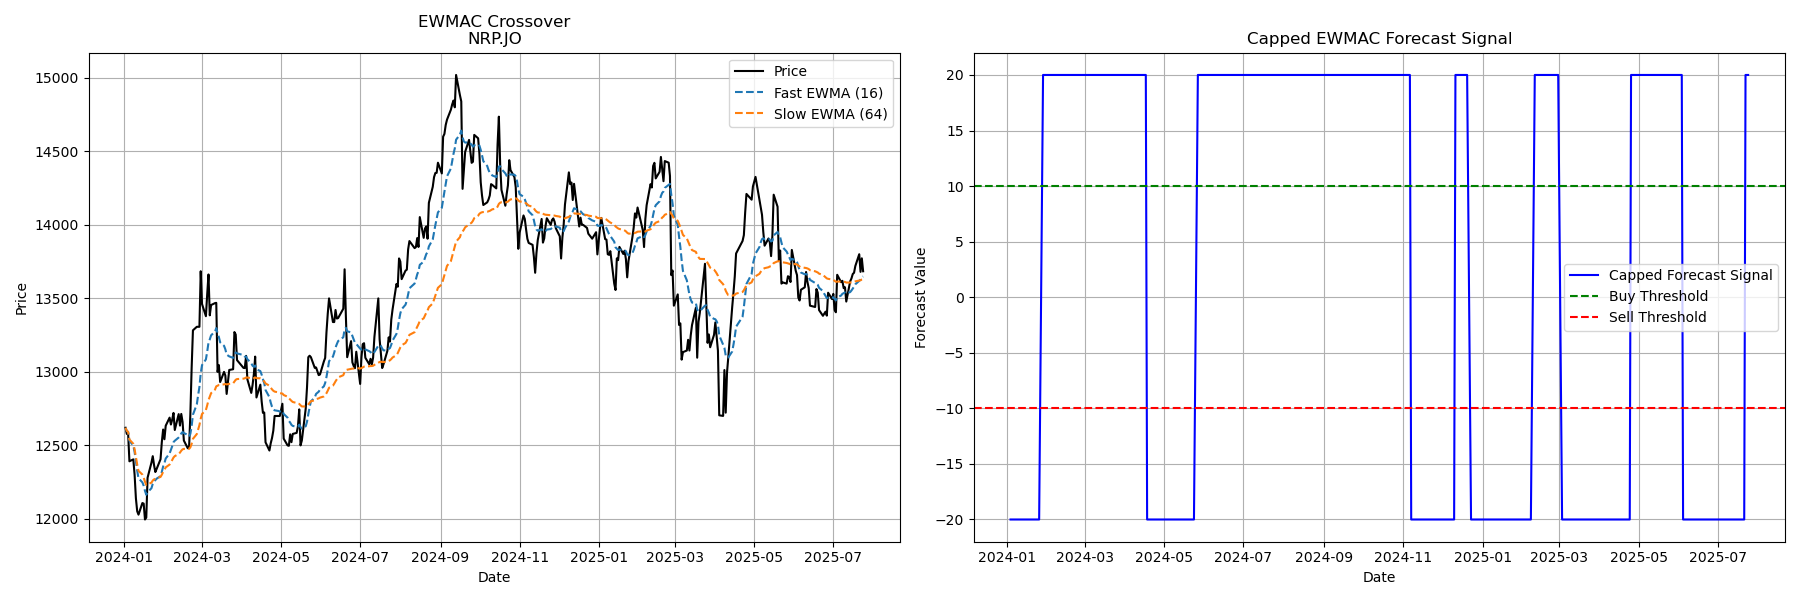 EWMAC Crossover
NRP.JO
Price
Fast EWMA (16)
Slow EWMA (64)
15000
14500
14000
13500
13000
12500
12000
Price
2024-01 2024-03 2024-05 2024-07 2024-09 2024-11 2025-01 2025-03 2025-05 2025-07
Date
Capped EWMAC Forecast Signal
20
15
10
5
0
−5
−10
−15
−20
Forecast Value
Capped Forecast Signal
Buy Threshold
Sell Threshold
2024-01 2024-03 2024-05 2024-07 2024-09 2024-11 2025-01 2025-03 2025-05 2025-07
Date